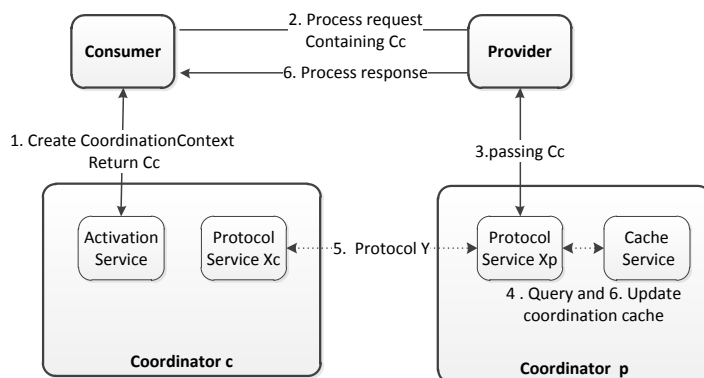 2. Process request
Containing Cc
Consumer
Provider
6. Process response
1. Create CoordinationContext
Return Cc
3.passing Cc
Activation
Service
Protocol
Service Xc
5. Protocol Y
Protocol
Service Xp
Cache
Service
4 . Query and 6. Update
coordination cache
Coordinator c
Coordinator p